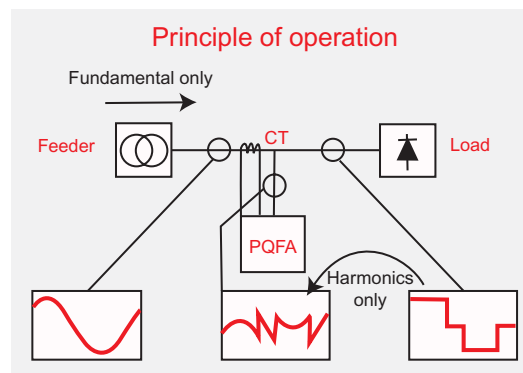 Principle of operation
Fundamental only
Feeder
CT
Load
PQFA
Harmonics
only